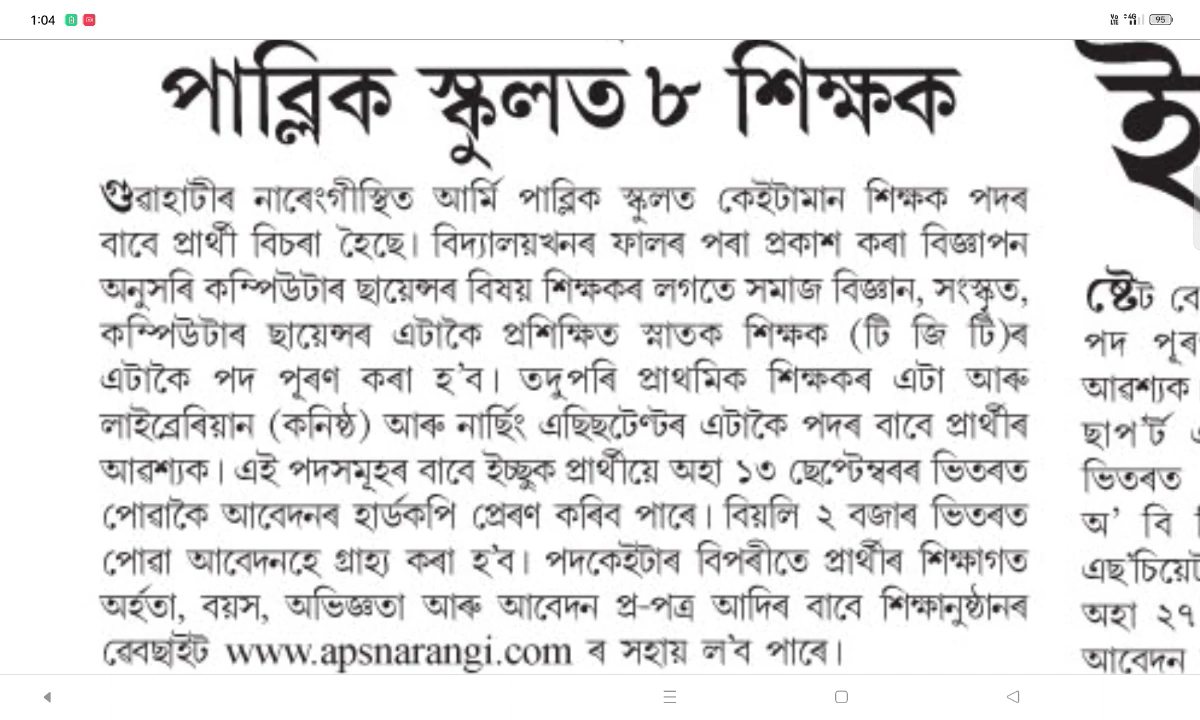 1:04
Vo LTE 4G 95
পাব্লিক স্কুলত ৮ শিক্ষক
গুৱাহাটীৰ নাৰেংগীস্থিত আৰ্মি পাব্লিক স্কুলত কেইটামান শিক্ষক পদৰ
বাবে প্ৰাৰ্থী বিচৰা হৈছে। বিদ্যালয়খনৰ ফালৰ পৰা প্ৰকাশ কৰা বিজ্ঞাপন
অনুসৰি কম্পিউটাৰ ছায়েন্সৰ বিষয় শিক্ষকৰ লগতে সমাজ বিজ্ঞান, সংস্কৃত,
কম্পিউটাৰ ছায়েন্সৰ এটাকৈ প্ৰশিক্ষিত স্নাতক শিক্ষক (টি জি টি)ৰ
এটাকৈ পদ পূৰণ কৰা হ'ব। তদুপৰি প্ৰাথমিক শিক্ষকৰ এটা আৰু
লাইব্ৰেৰিয়ান (কনিষ্ঠ) আৰু নাৰ্ছিং এছিছটেণ্টৰ এটাকৈ পদৰ বাবে প্ৰাৰ্থীৰ
আৱশ্যক। এই পদসমূহৰ বাবে ইচ্ছুক প্ৰাৰ্থীয়ে অহা ১৩ ছেপ্টেম্বৰৰ ভিতৰত
পোৱাকৈ আবেদনৰ হাৰ্ডকপি প্ৰেৰণ কৰিব পাৰে। বিয়লি ২ বজাৰ ভিতৰত
পোৱা আবেদনহে গ্ৰাহ্য কৰা হ'ব। পদকেইটাৰ বিপৰীতে প্ৰাৰ্থীৰ শিক্ষাগত
অৰ্হতা, বয়স, অভিজ্ঞতা আৰু আবেদন প্ৰ-পত্ৰ আদিৰ বাবে শিক্ষানুষ্ঠানৰ
ৱেবছাইট www.apsnarangi.com ৰ সহায় ল'ব পাৰে।
ষ্টেট
পদ
আৱশ্যক
ছাপ'ৰ্ট
ভিতৰত
অ' বি
অহা ২৭
আবেদন